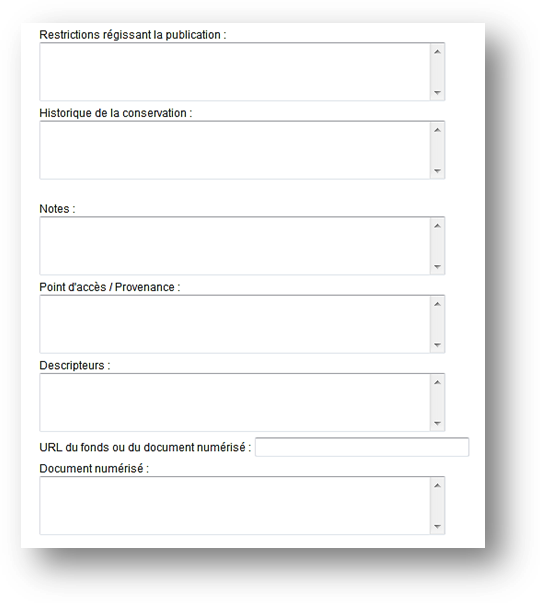 Restrictions régissant la publication :
Historique de la conservation :
Notes :
Point d'accès / Provenance :
Descripteurs :
URL du fonds ou du document numérisé :
Document numérisé :